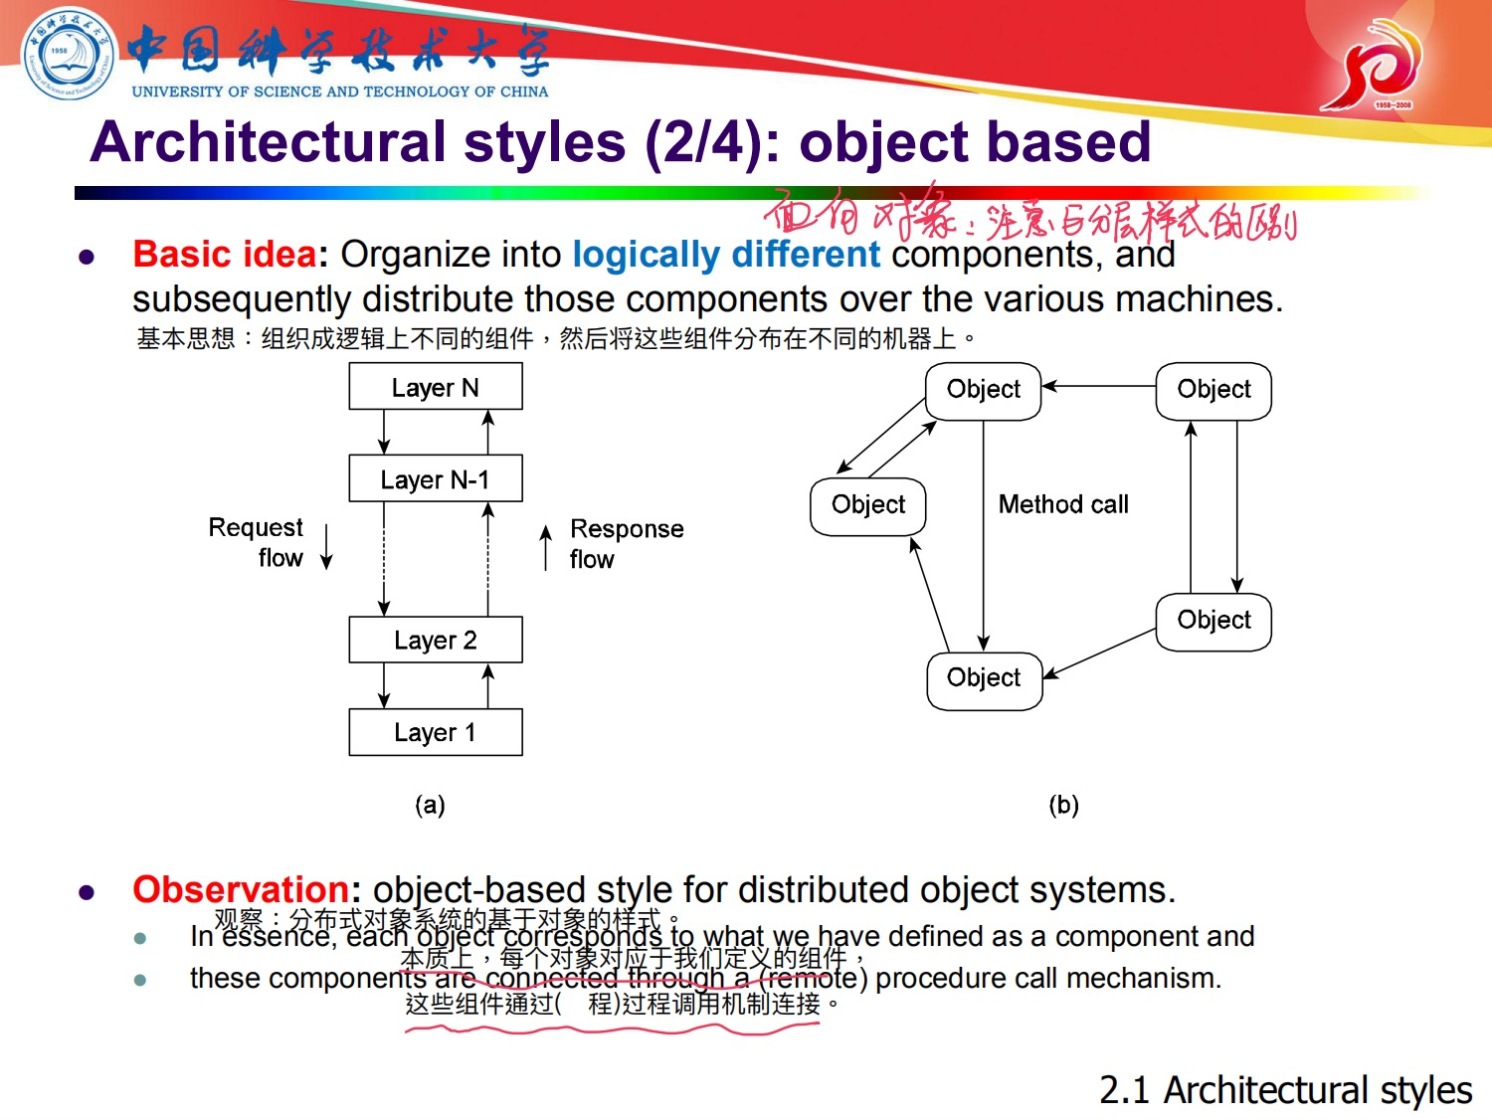 中国科学技术大学
UNIVERSITY OF SCIENCE AND TECHNOLOGY OF CHINA
1958
1958-2008
Architectural styles (2/4): object based
面向对象：注意与分层样式的区别
Basic idea: Organize into logically different components, and
subsequently distribute those components over the various machines.
基本思想：组织成逻辑上不同的组件，然后将这些组件分布在不同的机器上。
Layer N
Layer N-1
Request
flow
Response
flow
Layer 2
Layer 1
(a)
Object
Object
Object
Method call
Object
Object
(b)
Observation: object-based style for distributed object systems.
观察：分布式对象系统的基于对象的样式。
In essence, each object corresponds to what we have defined as a component and
本质上，每个对象对应于我们定义的组件，
these components are connected through a (remote) procedure call mechanism.
这些组件通过( 程)过程调用机制连接。
2.1 Architectural styles